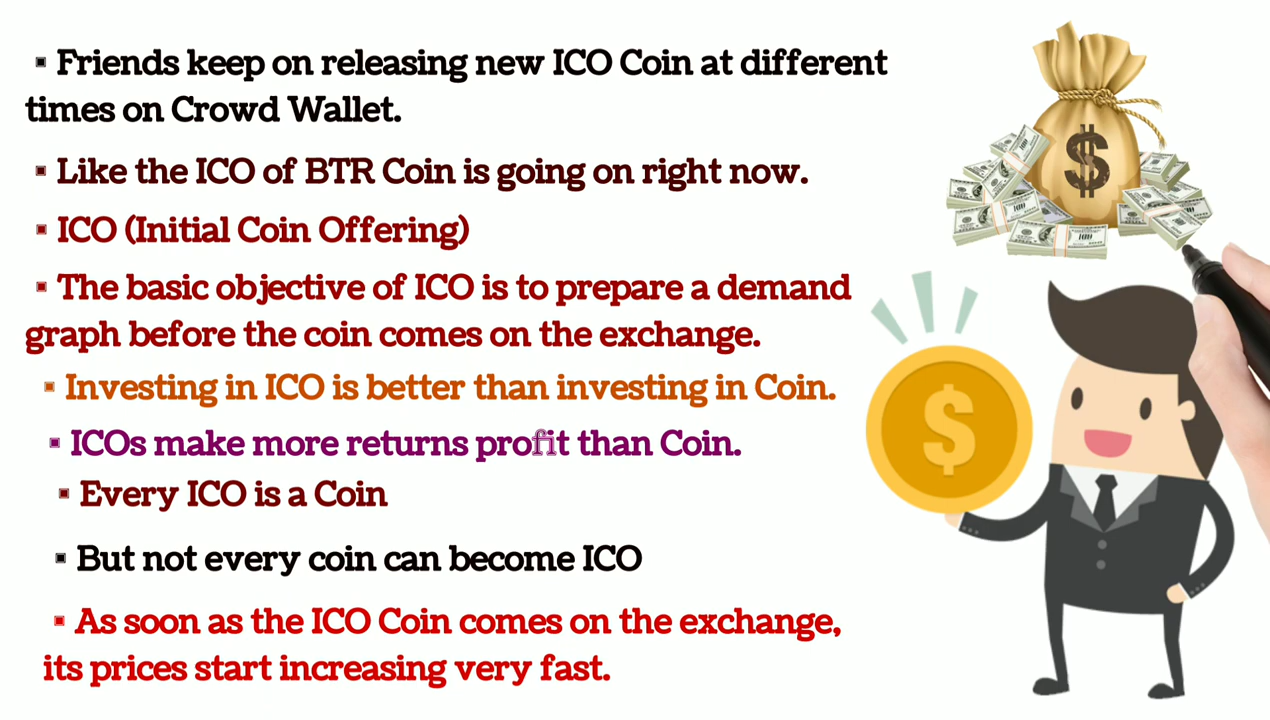 ▪ Friends keep on releasing new ICO Coin at different
times on Crowd Wallet.
▪ Like the ICO of BTR Coin is going on right now.
▪ ICO (Initial Coin Offering)
▪ The basic objective of ICO is to prepare a demand
graph before the coin comes on the exchange.
▪ Investing in ICO is better than investing in Coin.
▪ ICOs make more returns profit than Coin.
▪ Every ICO is a Coin
▪ But not every coin can become ICO
▪ As soon as the ICO Coin comes on the exchange,
its prices start increasing very fast.
$
100
100
100
100
$